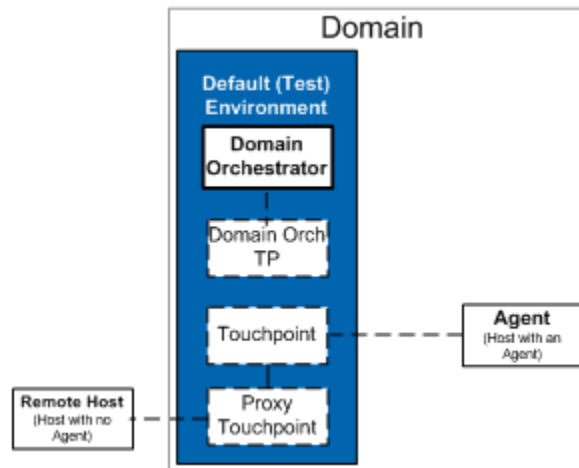 Domain
Default (Test)
Environment
Domain
Orchestrator
Domain Orch
TP
Touchpoint
Agent
(Host with an
Agent)
Remote Host
(Host with no
Agent)
Proxy
Touchpoint